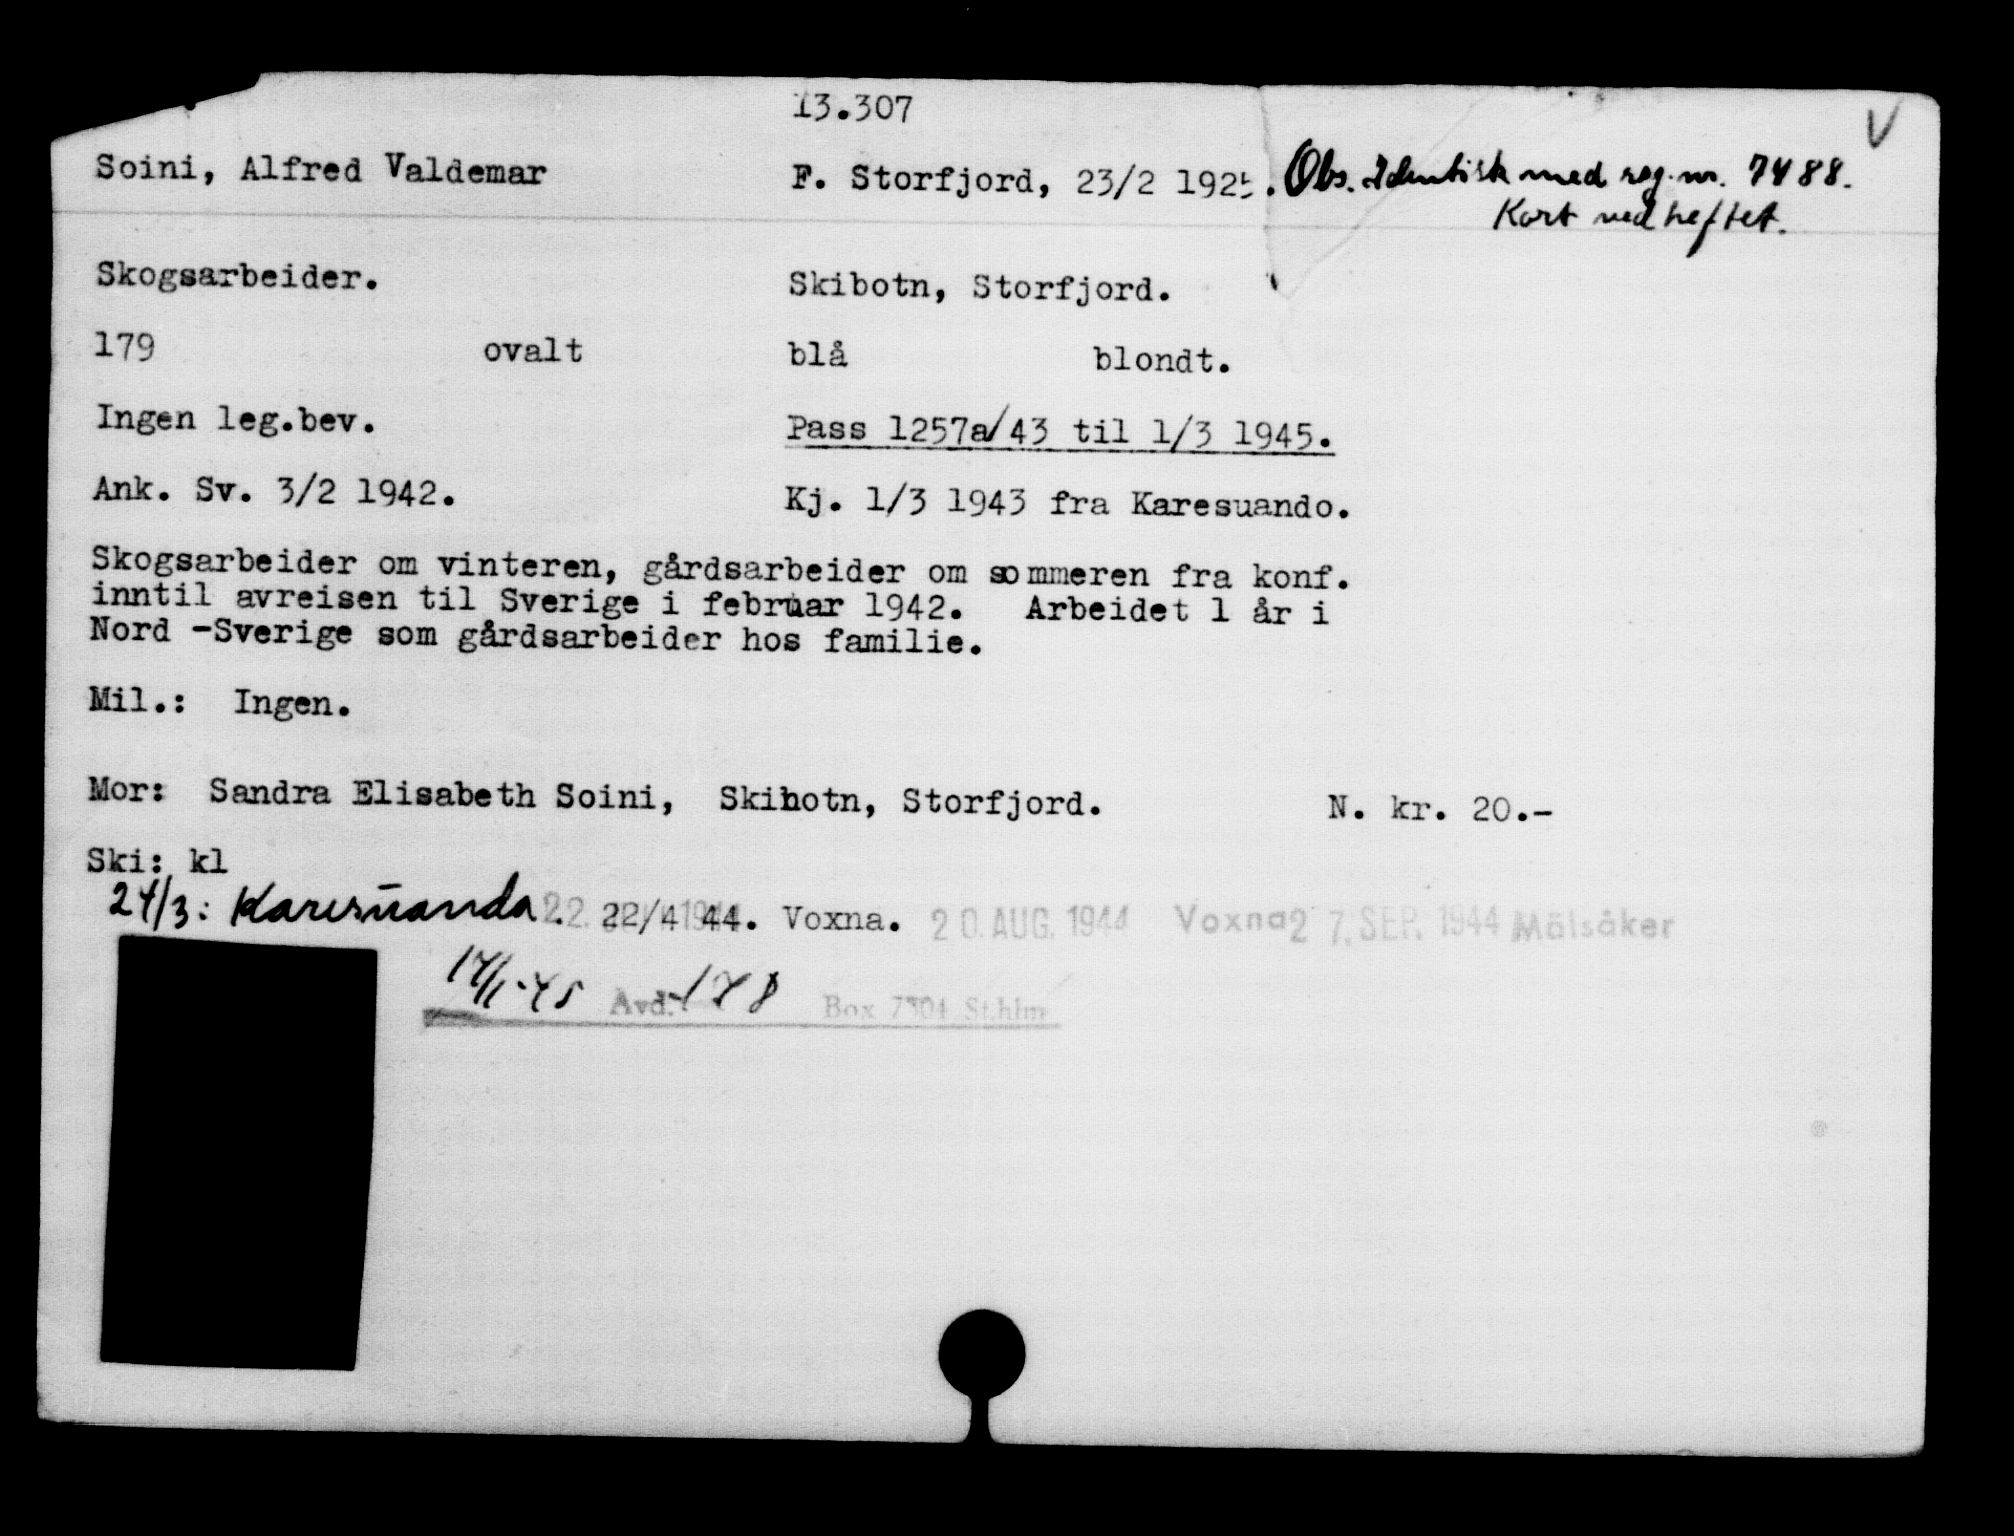 13.307
V
Soini, Alfred Valdemar F. Storfjord, 23/2 1925. Obs. Identisk med reg.nr. 7488.
Kort vedheftet.
Skogsarbeider. Skibotn, Storfjord.
179 ovalt blå blondt.
Ingen leg.bev. Pass 1257a/43 til 1/3 1945.
Ank. Sv. 3/2 1942. Kj. 1/3 1943 fra Karesuando.
Skogsarbeider om vinteren, gårdsarbeider om sommeren fra konf.
inntil avreisen til Sverige i februar 1942. Arbeidet 1 år i
Nord -Sverige som gårdsarbeider hos familie.
Mil.: Ingen.
Mor: Sandra Elisabeth Soini, Skibotn, Storfjord. N. kr. 20.-
Ski: kl
24/3: Karesuanda 22. 22/4 44. Voxna. 20. AUG. 1944 Voxna 27. SEP. 1944 Mälsåker
14/1-45 Avd. 178 Box 7304 St.hlm